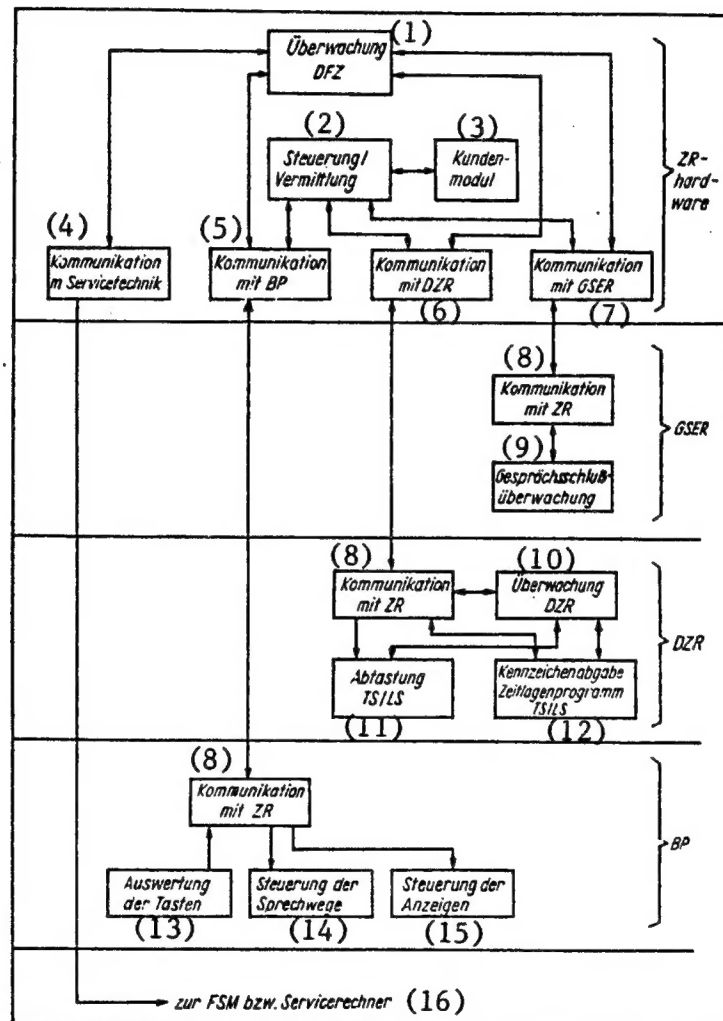 (1)
Überwachung
DFZ
(2)
(3)
Steuerung/
Vermittlung
Kunden-
modul
ZR-
hard-
ware
(4)
(5)
Kommunikation
m Servicetechnik
Kommunikation
mit BP
Kommunikation
mit DZR
Kommunikation
mit GSER
(6)
(7)
(8)
Kommunikation
mit ZR
(9)
Gesprächsschluß-
überwachung
GSER
(8)
(10)
Kommunikation
mit ZR
Überwachung
DZR
DZR
Abtastung
TS/LS
Kennzeichenabgabe
Zeitlagenprogramm
TS/LS
(11)
(12)
(8)
Kommunikation
mit ZR
BP
Auswertung
der Tasten
Steuerung der
Sprechwege
Steuerung der
Anzeigen
(13)
(14)
(15)
zur FSM bzw. Servicerechner (16)